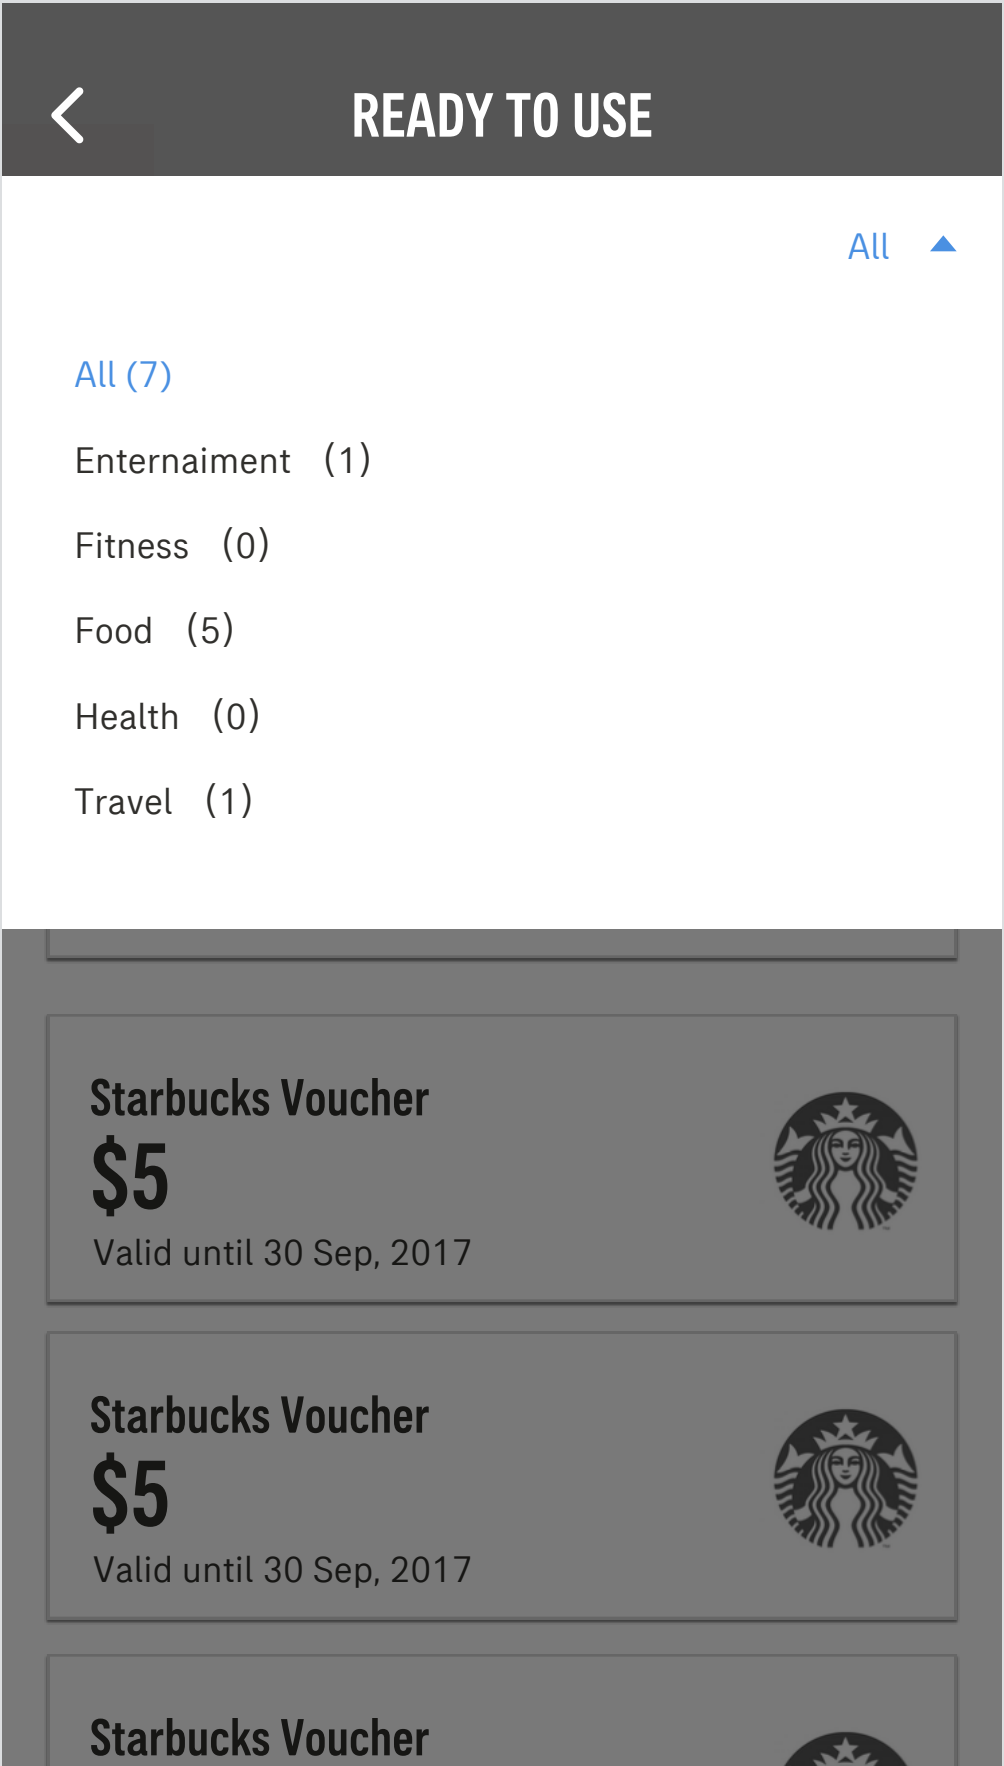 READY TO USE
All
All (7)
Enternaiment (1)
Fitness (0)
Food (5)
Health (0)
Travel (1)
Starbucks Voucher
$5
Valid until 30 Sep, 2017
Starbucks Voucher
$5
Valid until 30 Sep, 2017
Starbucks Voucher